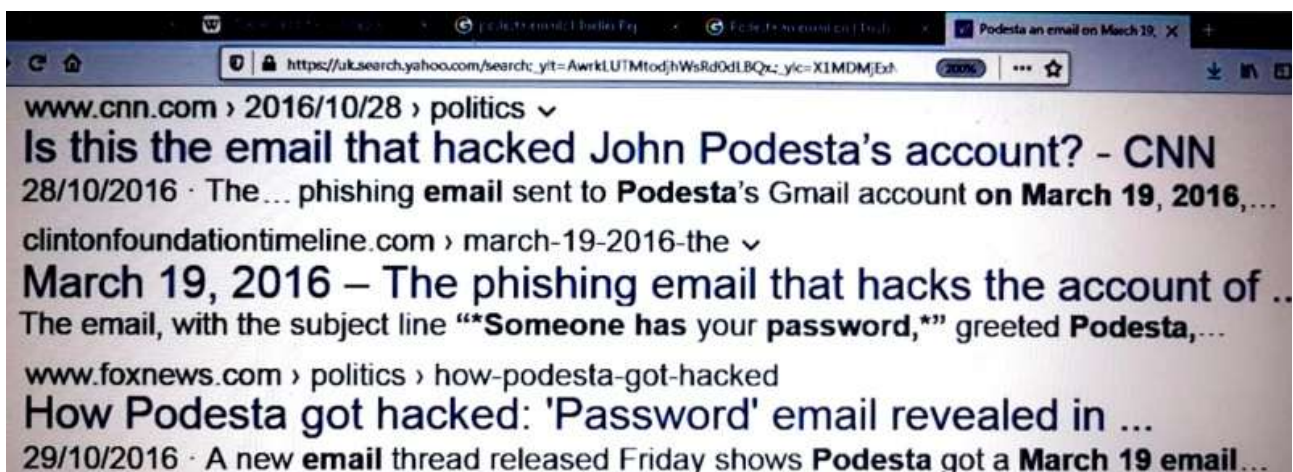 Podesta an email on March 19,
https://uk.search.yahoo.com/search;_ylt=
200%
www.cnn.com › 2016/10/28 › politics
Is this the email that hacked John Podesta's account? - CNN
28/10/2016 · The... phishing email sent to Podesta's Gmail account on March 19, 2016,...
clintonfoundationtimeline.com › march-19-2016-the
March 19, 2016 – The phishing email that hacks the account of ..
The email, with the subject line “*Someone has your password,*” greeted Podesta,...
www.foxnews.com › politics › how-podesta-got-hacked
How Podesta got hacked: 'Password' email revealed in ...
29/10/2016 · A new email thread released Friday shows Podesta got a March 19 email...